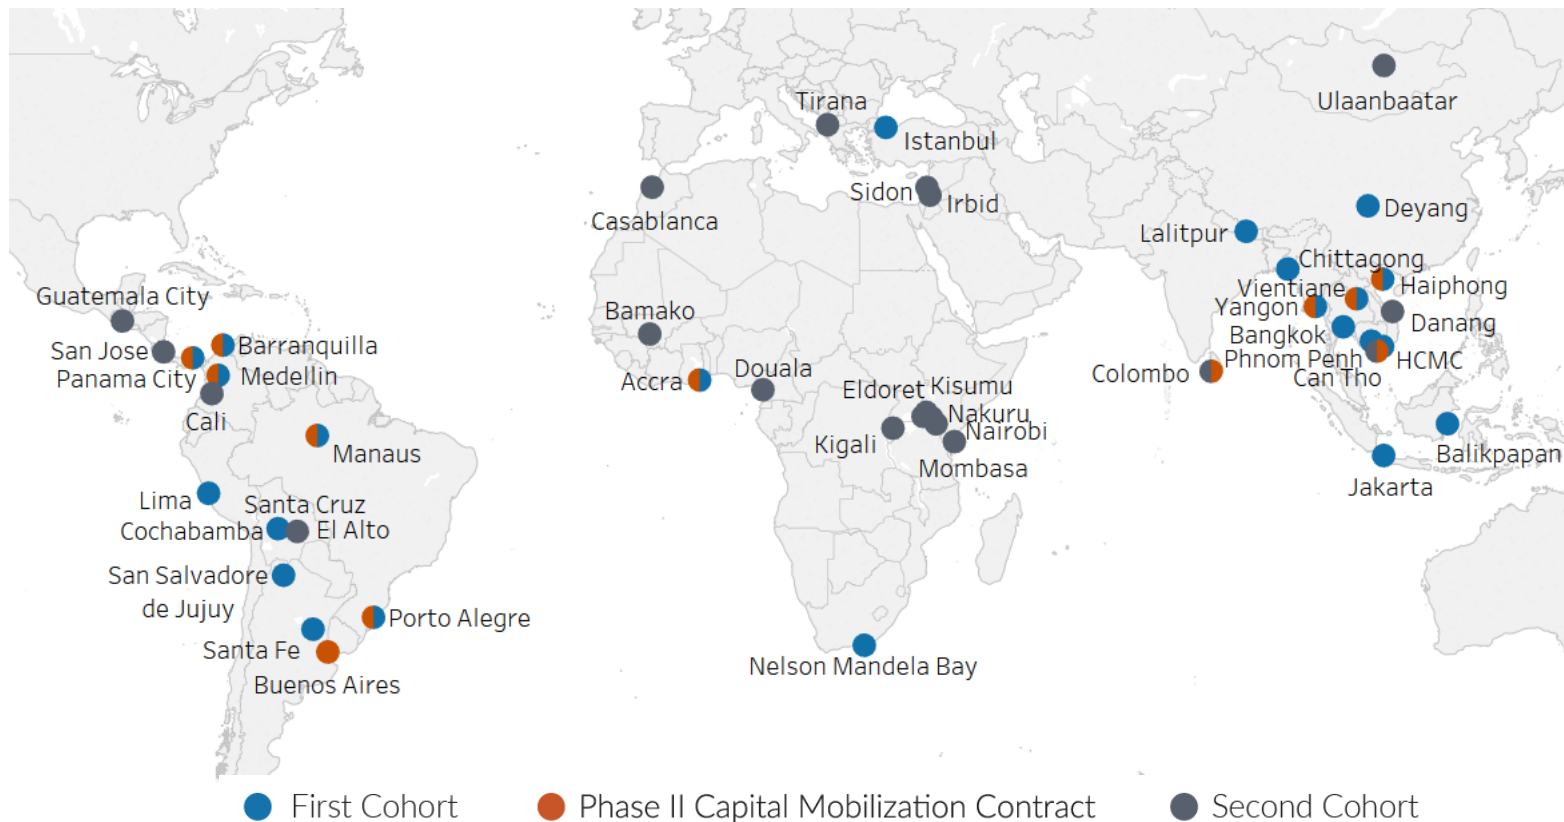 Ulaanbaatar
Tirana
Istanbul
Sidon
Irbid
Casablanca
Deyang
Lalitpur
Chittagong
Haiphong
Vientiane
Yangon
Danang
Bangkok
Phnom Penh
HCMC
Can Tho
Colombo
Guatemala City
San Jose
Barranquilla
Panama City
Medellin
Cali
Bamako
Accra
Douala
Eldoret
Kisumu
Nakuru
Nairobi
Kigali
Mombasa
Manaus
Balikpapan
Jakarta
Lima
Santa Cruz
Cochabamba
El Alto
San Salvadore
de Jujuy
Porto Alegre
Santa Fe
Buenos Aires
Nelson Mandela Bay
First Cohort
Phase II Capital Mobilization Contract
Second Cohort